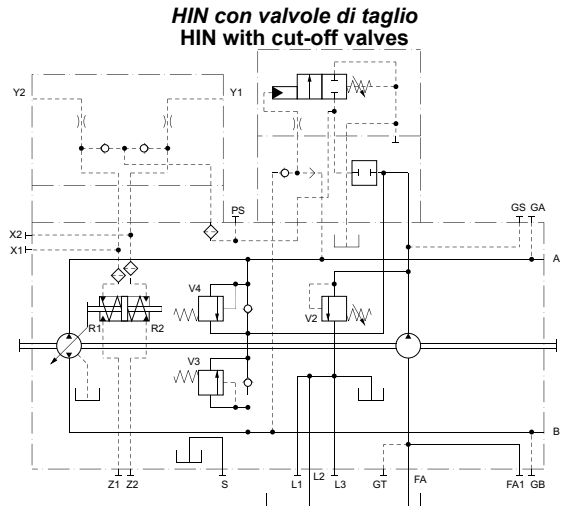 HIN con valvole di taglio
HIN with cut-off valves
Y2 Y1
PS GS GA
X2
X1
A
V4 V2
R1 R2
V3
B
Z1 Z2 S L1 L2 L3 GT FA FA1 GB